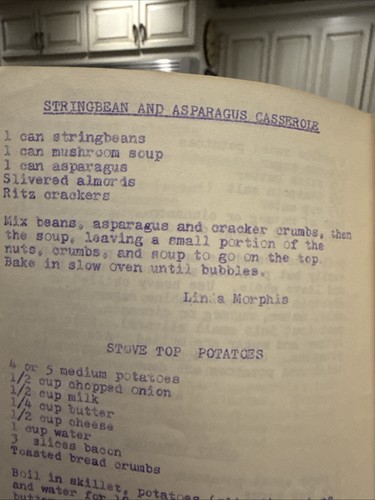 STRINGBEAN AND ASPARAGUS CASSEROLE
1 can stringbeans
1 can mushroom soup
1 can asparagus
Slivered almords
Ritz crackers
Mix beans, asparagus and cracker crumbs, then
the soup, leaving a small portion of the
nuts, crumbs, and soup to go on the top.
Bake in slow oven until bubbles.
Linda Morphis
STOVE TOP POTATOES
4 or 5 medium potatoes
1/2 cup chopped onion
1/2 cup milk
1/4 cup butter
1/2 cup cheese
1 cup water
3 slices bacon
Toasted bread crumbs
Boil in skillet, potatoes
and water for